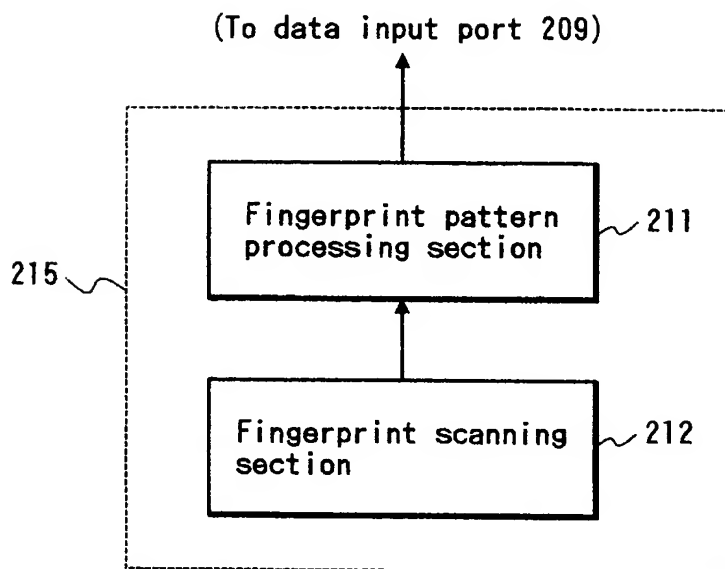 (To data input port 209)
Fingerprint pattern
processing section
211
215
Fingerprint scanning
section
212